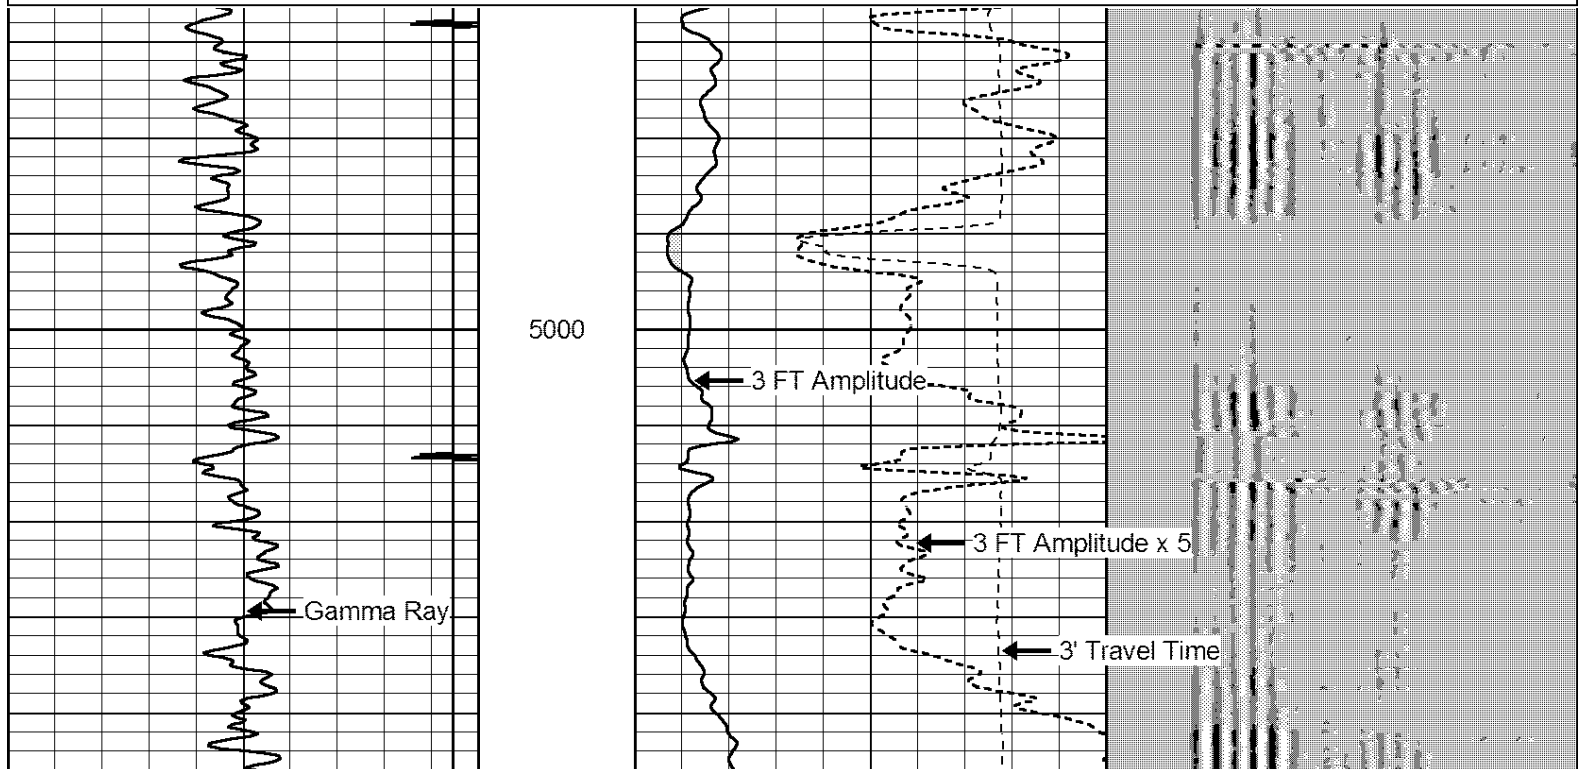 5000
3 FT Amplitude
3 FT Amplitude x 5
Gamma Ray
3' Travel Time